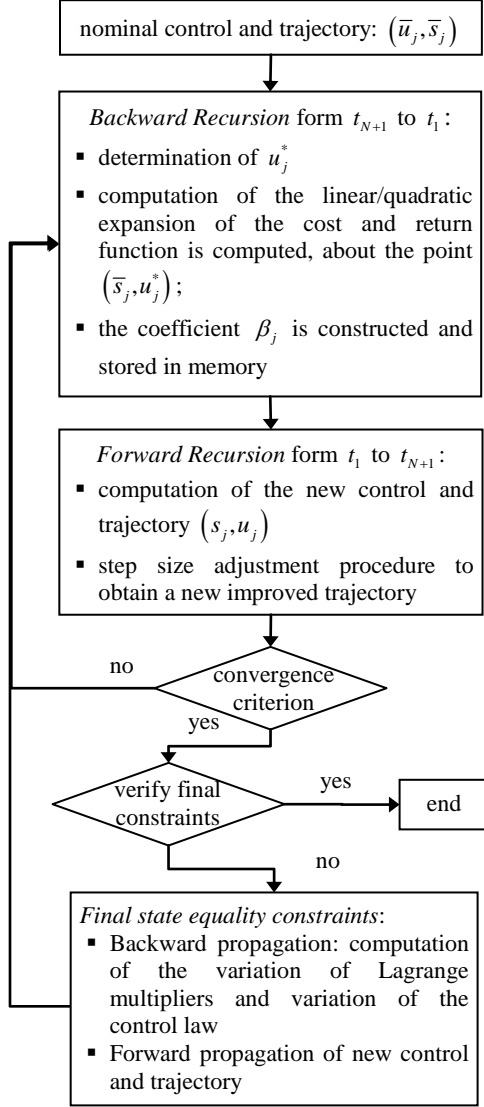 nominal control and trajectory: (u̅_j, s̅_j)
Backward Recursion form t_{N+1} to t_1:
▪ determination of u_j^*
▪ computation of the linear/quadratic
expansion of the cost and return
function is computed, about the point
(s̅_j, u_j^*);
▪ the coefficient β_j is constructed and
stored in memory
Forward Recursion form t_1 to t_{N+1}:
▪ computation of the new control and
trajectory (s_j, u_j)
▪ step size adjustment procedure to
obtain a new improved trajectory
no
convergence
criterion
yes
verify final
constraints
yes
end
no
Final state equality constraints:
▪ Backward propagation: computation
of the variation of Lagrange
multipliers and variation of the
control law
▪ Forward propagation of new control
and trajectory